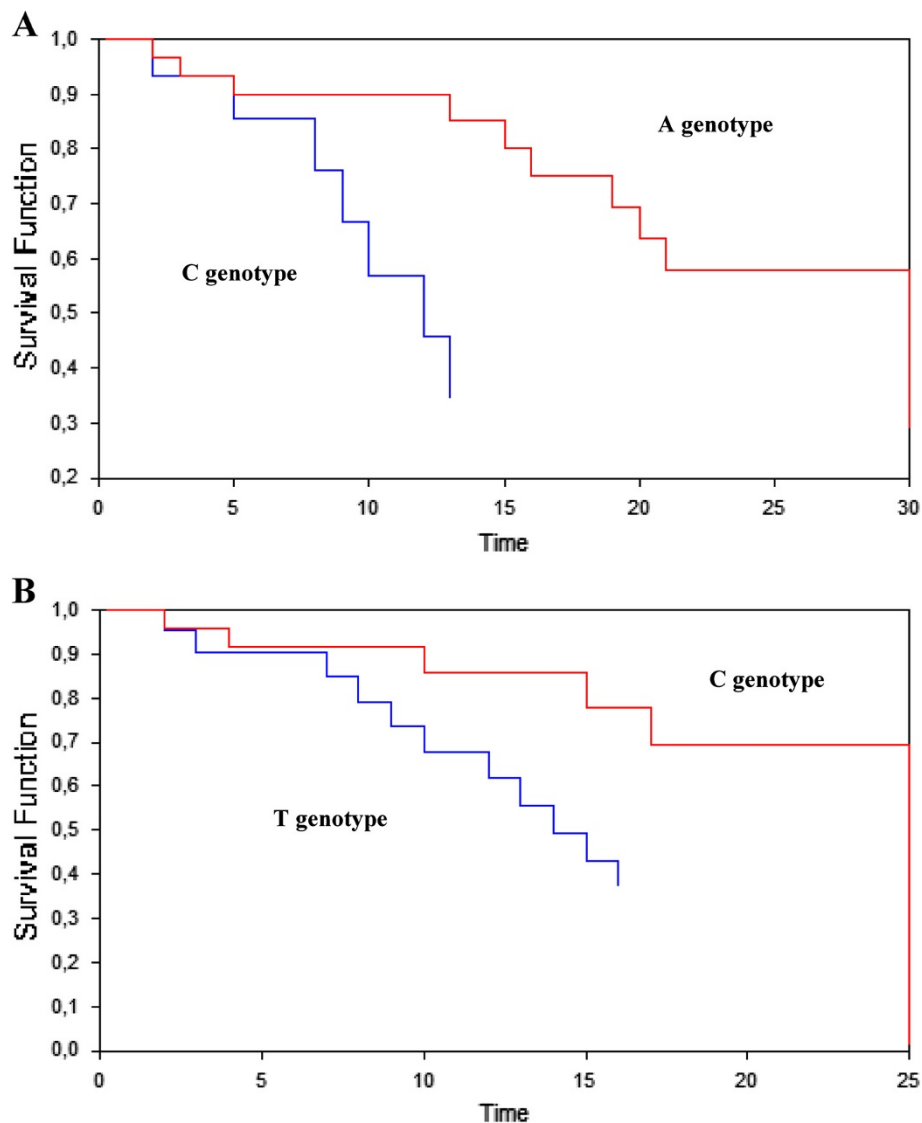 A
1,0
0,9
0,8
0,7
0,6
0,5
0,4
0,3
0,2
Survival Function
A genotype
C genotype
0 5 10 15 20 25 30
Time
B
1,0
0,9
0,8
0,7
0,6
0,5
0,4
0,3
0,2
0,1
0,0
Survival Function
C genotype
T genotype
0 5 10 15 20 25
Time